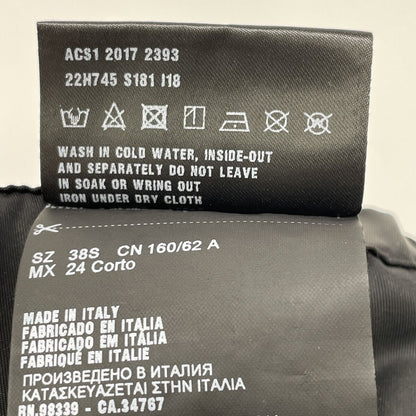 ACS1 2017 2393
22H745 S181 I18
WASH IN COLD WATER, INSIDE-OUT
AND SEPARATELY DO NOT LEAVE
IN SOAK OR WRING OUT
IRON UNDER DRY CLOTH
SZ 38S CN 160/62 A
MX 24 Corto
MADE IN ITALY
FABRICADO EN ITALIA
FABRICADO EM ITÁLIA
FABRIQUÉ EN ITALIE
ПРОИЗВЕДЕНО В ИТАЛИЯ
ΚΑΤΑΣΚΕΥΑΖΕΤΑΙ ΣΤΗΝ ΙΤΑΛΙΑ
RN.98339 - CA.34767